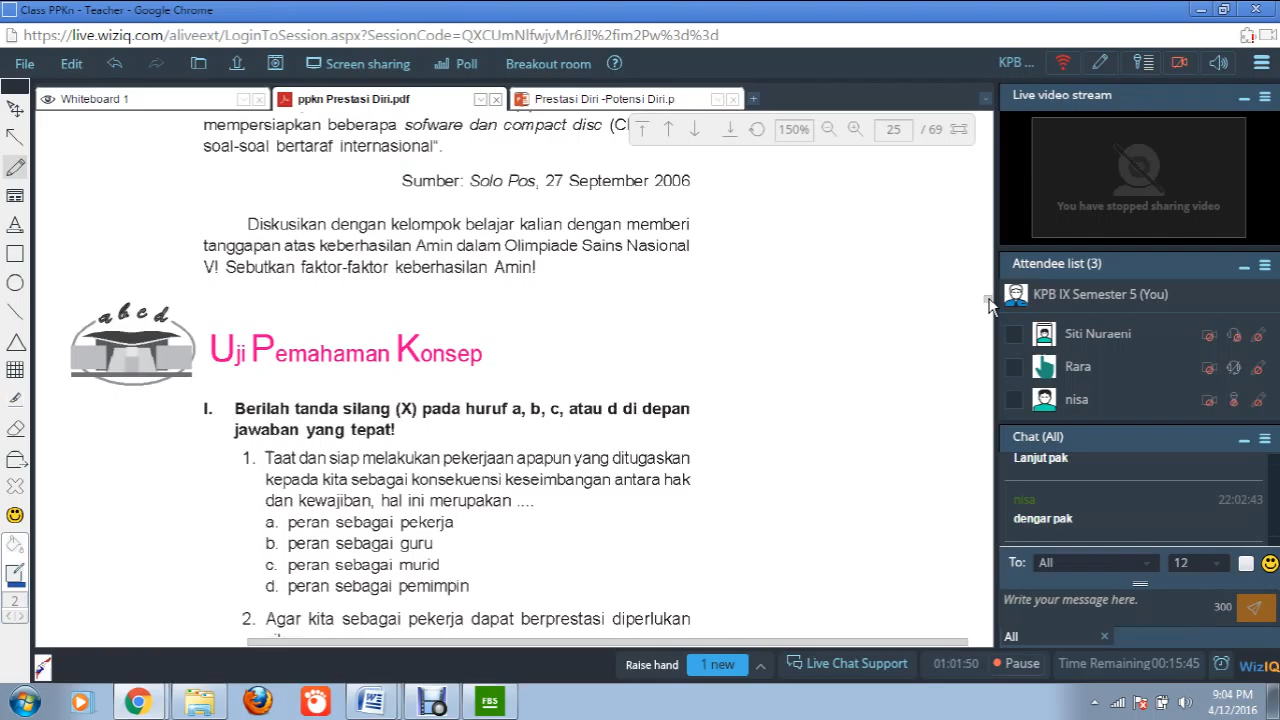 Class PPKn - Teacher - Google Chrome
https://live.wiziq.com/aliveext/LoginToSession.aspx?SessionCode=QXCUmNlfwjvMr6JI%25im2Pw%3d%3d
File Edit Screen sharing Poll Breakout room KPB ...
Whiteboard 1 ppkn Prestasi Diri.pdf Prestasi Diri -Potensi Diri.p
150% 25 / 69
mempersiapkan beberapa sofware dan compact disc (C
soal-soal bertaraf internasional".
Sumber: Solo Pos, 27 September 2006
Diskusikan dengan kelompok belajar kalian dengan memberi
tanggapan atas keberhasilan Amin dalam Olimpiade Sains Nasional
V! Sebutkan faktor-faktor keberhasilan Amin!
a b c d
Uji Pemahaman Konsep
I. Berilah tanda silang (X) pada huruf a, b, c, atau d di depan
jawaban yang tepat!
1. Taat dan siap melakukan pekerjaan apapun yang ditugaskan
kepada kita sebagai konsekuensi keseimbangan antara hak
dan kewajiban, hal ini merupakan ....
a. peran sebagai pekerja
b. peran sebagai guru
c. peran sebagai murid
d. peran sebagai pemimpin
2. Agar kita sebagai pekerja dapat berprestasi diperlukan
Live video stream
You have stopped sharing video
Attendee list (3)
KPB IX Semester 5 (You)
Siti Nuraeni
Rara
nisa
Chat (All)
Lanjut pak
nisa 22:02:43
dengar pak
To: All 12
Write your message here. 300
All
2
Raise hand 1 new Live Chat Support 01:01:50 Pause Time Remaining 00:15:45 WizIQ
FBS
9:04 PM
4/12/2016